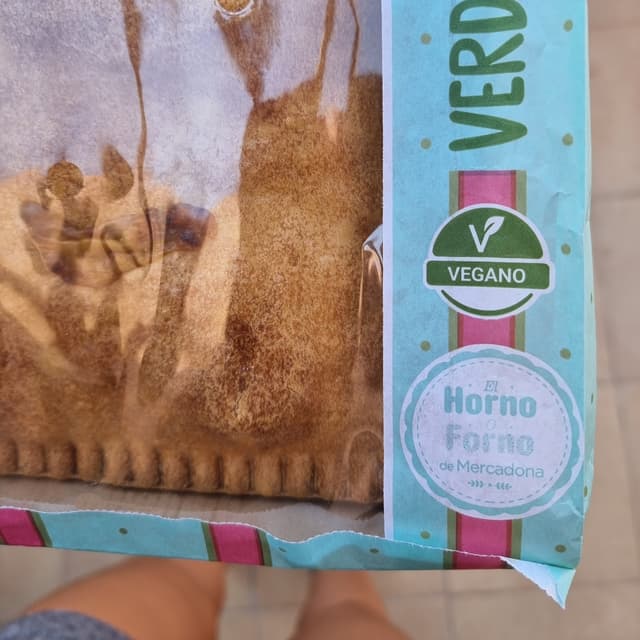 VERD
VEGANO
El
Horno
O
Forno
de Mercadona